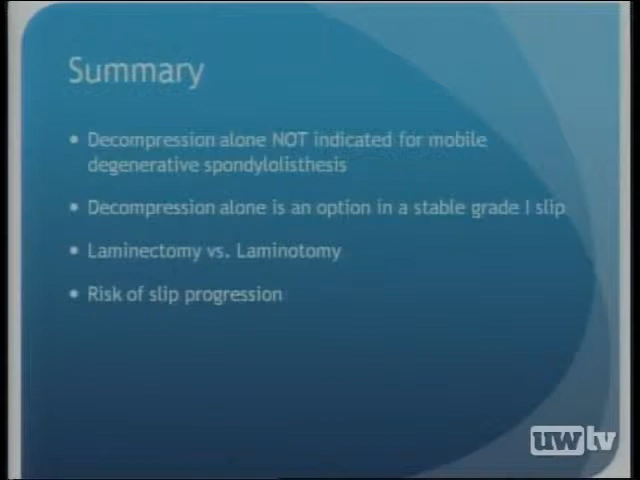 Summary
• Decompression alone NOT indicated for mobile
degenerative spondylolisthesis
• Decompression alone is an option in a stable grade I slip
• Laminectomy vs. Laminotomy
• Risk of slip progression
uwtv